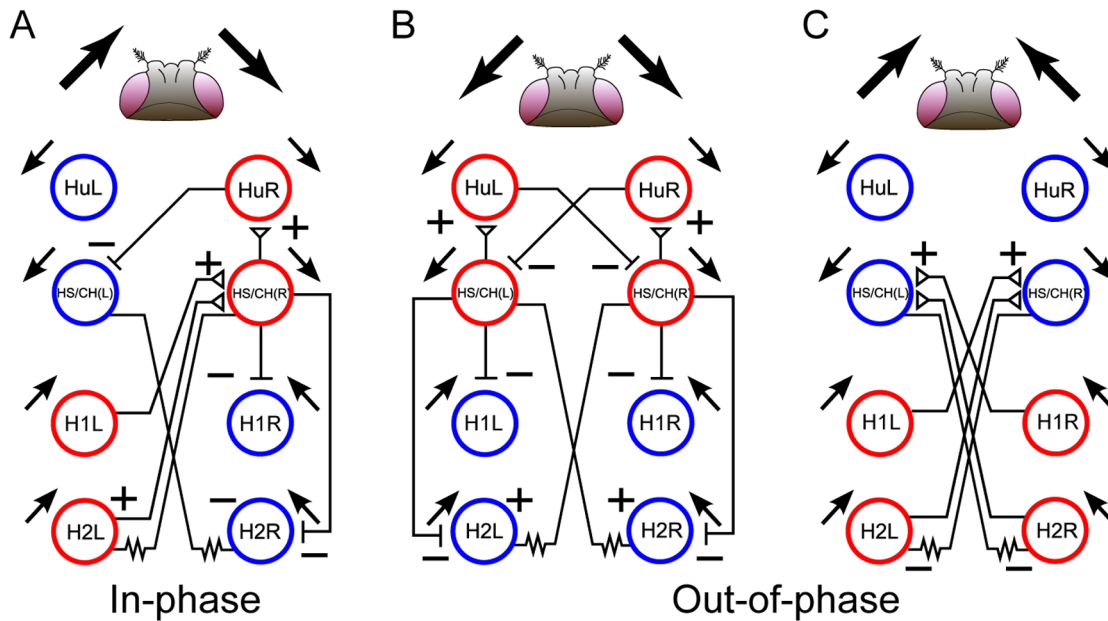 A B C
HuL HuR HuL HuR HuL HuR
+ + +
− − − + + +
HS/CH(L) HS/CH(R) HS/CH(L) HS/CH(R) HS/CH(L) HS/CH(R)
− − −
H1L H1R H1L H1R H1L H1R
+ − + +
H2L H2R H2L H2R H2L H2R
− − − − −
In-phase Out-of-phase